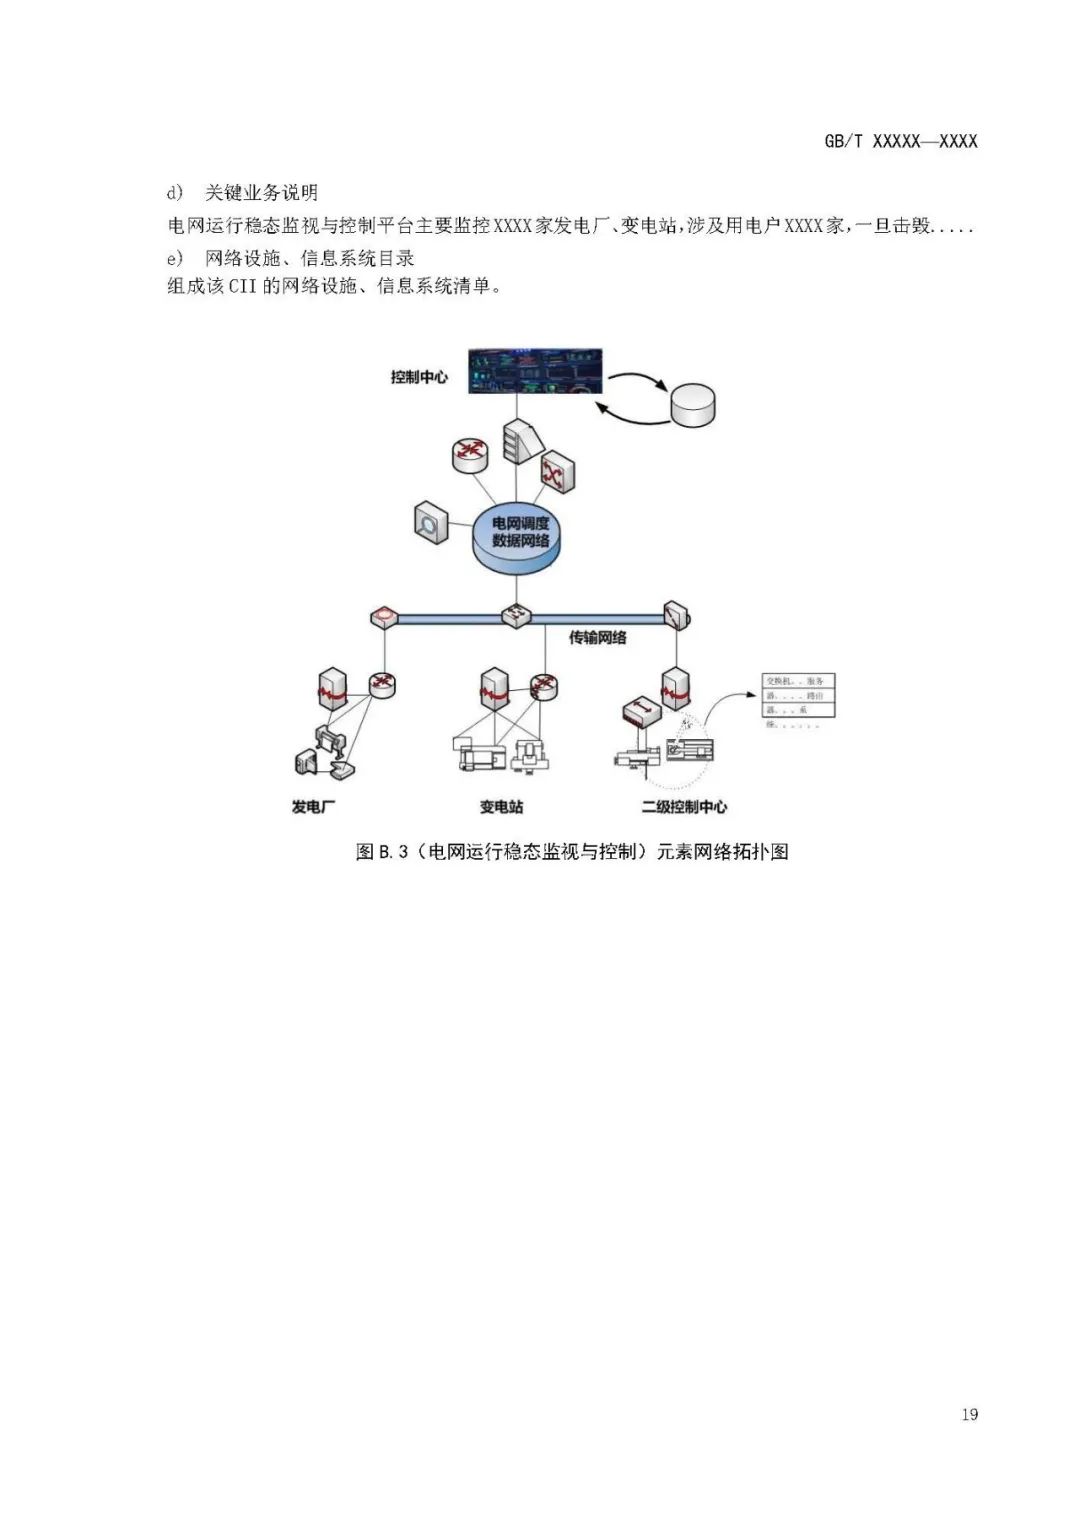 GB/T XXXXX—XXXX
d) 关键业务说明
电网运行稳态监视与控制平台主要监控XXXX家发电厂、变电站,涉及用电户XXXX家,一旦击毁.....
e) 网络设施、信息系统目录
组成该CII的网络设施、信息系统清单。
控制中心
电网调度
数据网络
传输网络
交换机。。服务
器。。。。路由
器。。。系
统。。。。。。
发电厂
变电站
二级控制中心
图 B.3（电网运行稳态监视与控制）元素网络拓扑图
19